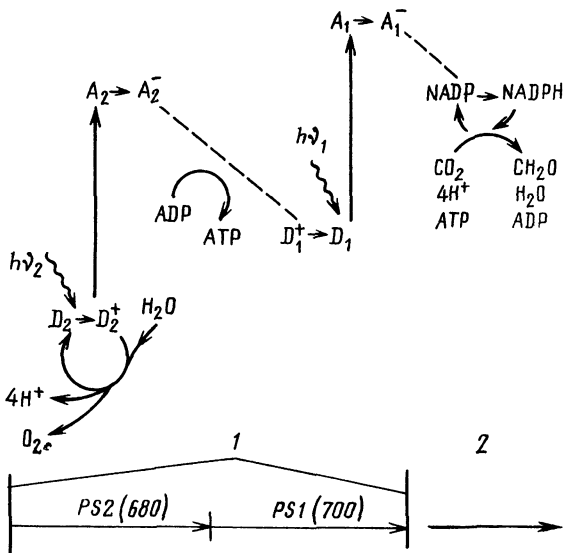 A₁ → A₁⁻
A₂ → A₂⁻
NADP → NADPH
hν₁
CO₂ CH₂O
4H⁺ H₂O
ATP ADP
ADP
ATP
D₁⁺ → D₁
hν₂
D₂ → D₂⁺
H₂O
4H⁺
O₂
1 2
PS2 (680) PS1 (700)